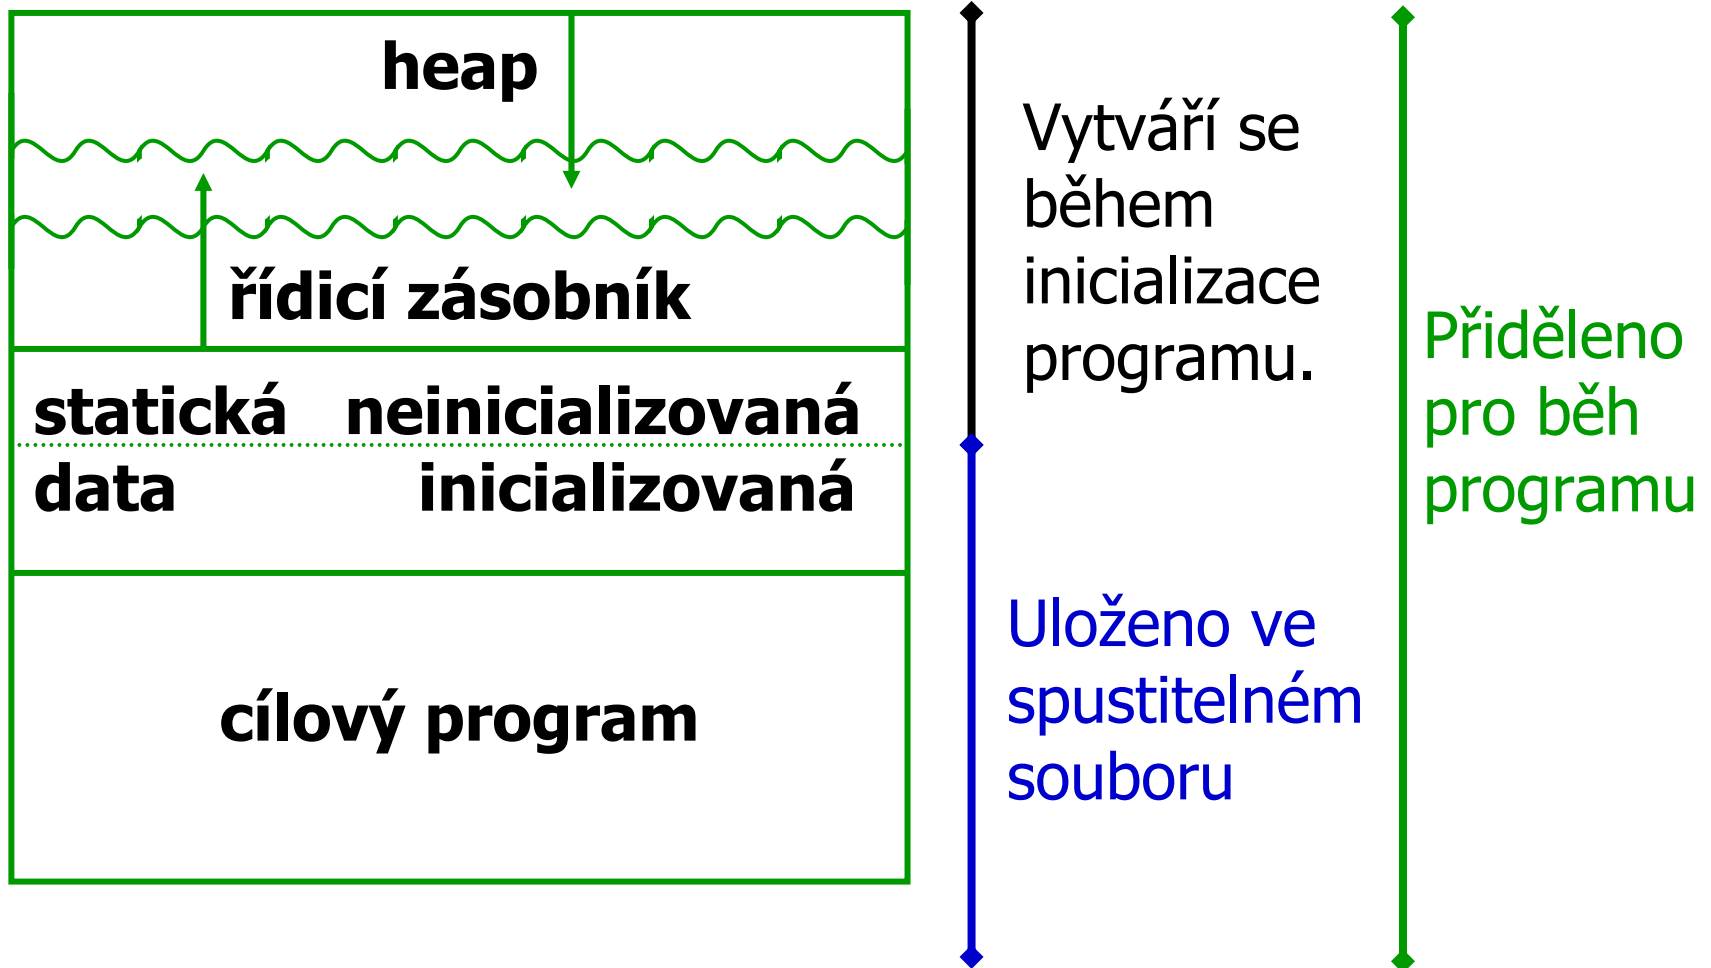 heap
řídicí zásobník
statická neinicializovaná
data inicializovaná
cílový program
Vytváří se
během
inicializace
programu.
Uloženo ve
spustitelném
souboru
Přiděleno
pro běh
programu